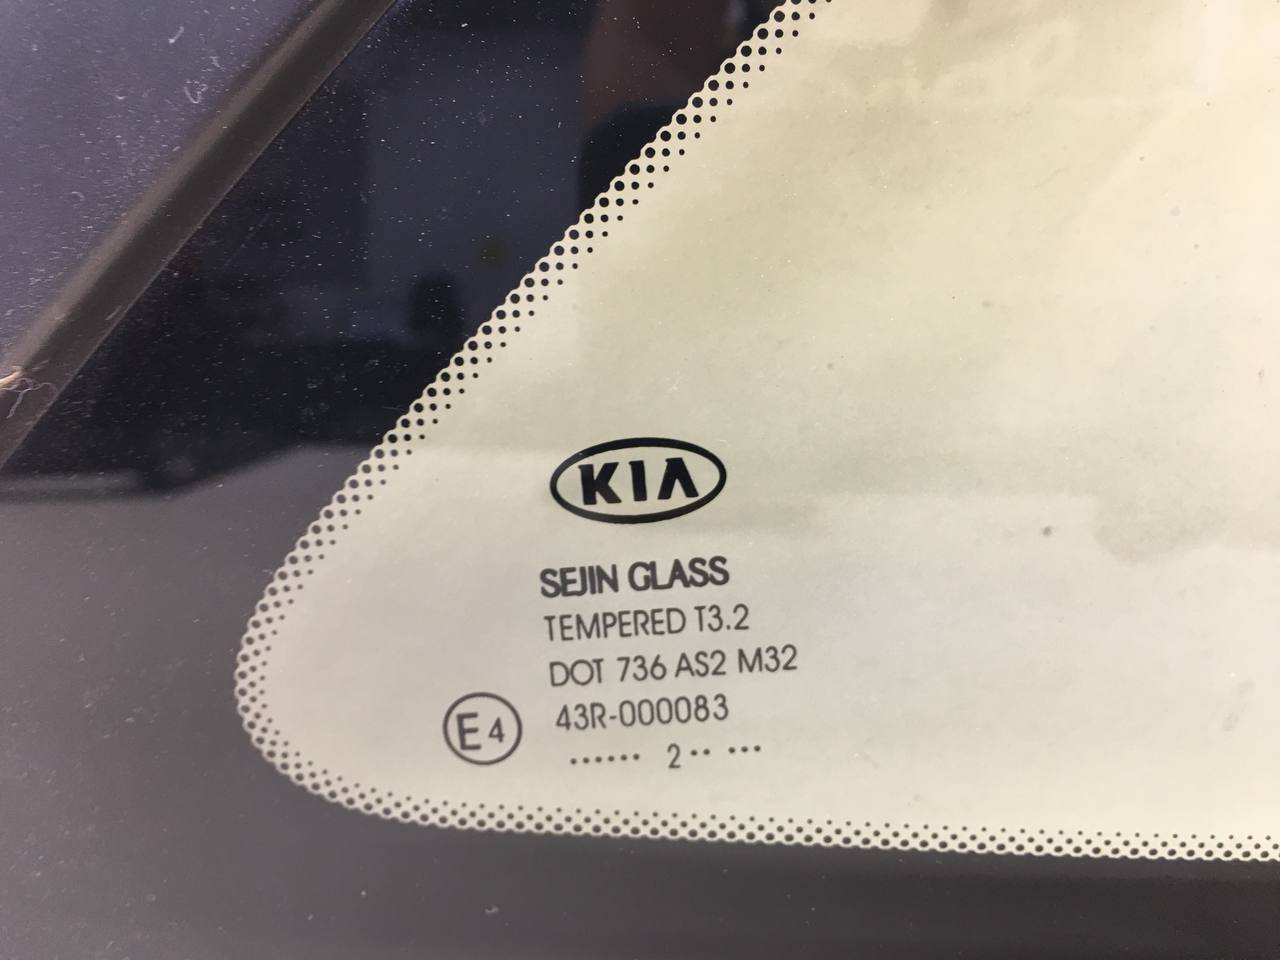 KIA
SEJIN GLASS
TEMPERED T3.2
DOT 736 AS2 M32
43R-000083
E4
...... 2.. ...